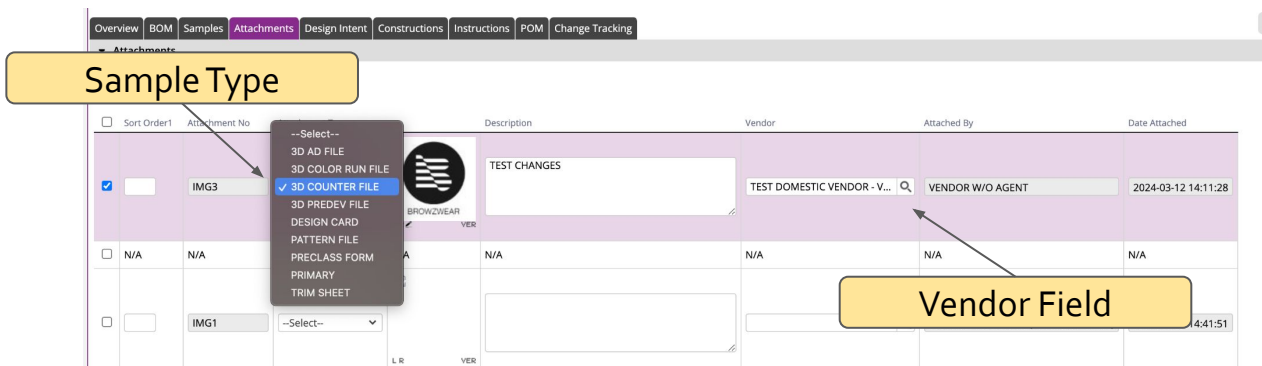 Overview BOM Samples Attachments Design Intent Constructions Instructions POM Change Tracking
Attachments
Sample Type
Sort Order1 Attachment No Description Vendor Attached By Date Attached
--Select--
3D AD FILE
3D COLOR RUN FILE
✓ 3D COUNTER FILE
3D PREDEV FILE
DESIGN CARD
PATTERN FILE
PRECLASS FORM
PRIMARY
TRIM SHEET
IMG3
BROWZWEAR
VER
TEST CHANGES
TEST DOMESTIC VENDOR - V...
VENDOR W/O AGENT
2024-03-12 14:11:28
N/A N/A N/A N/A N/A N/A
Vendor Field
IMG1 --Select-- 14:41:51
L R VER